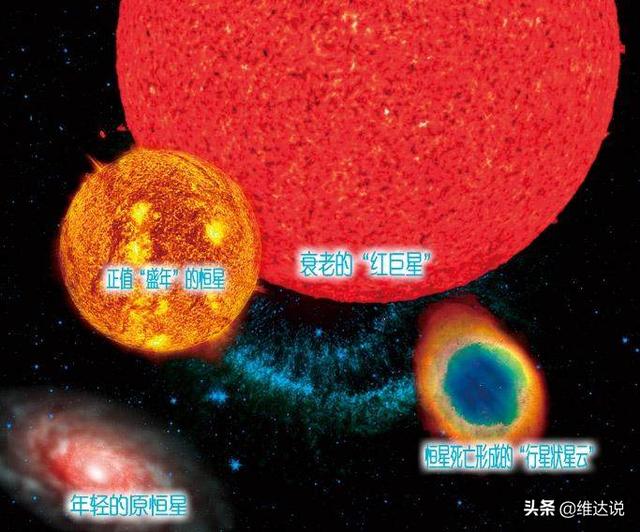 衰老的“红巨星”
正值“盛年”的恒星
恒星死亡形成的“行星状星云”
年轻的原恒星
头条 @维达说